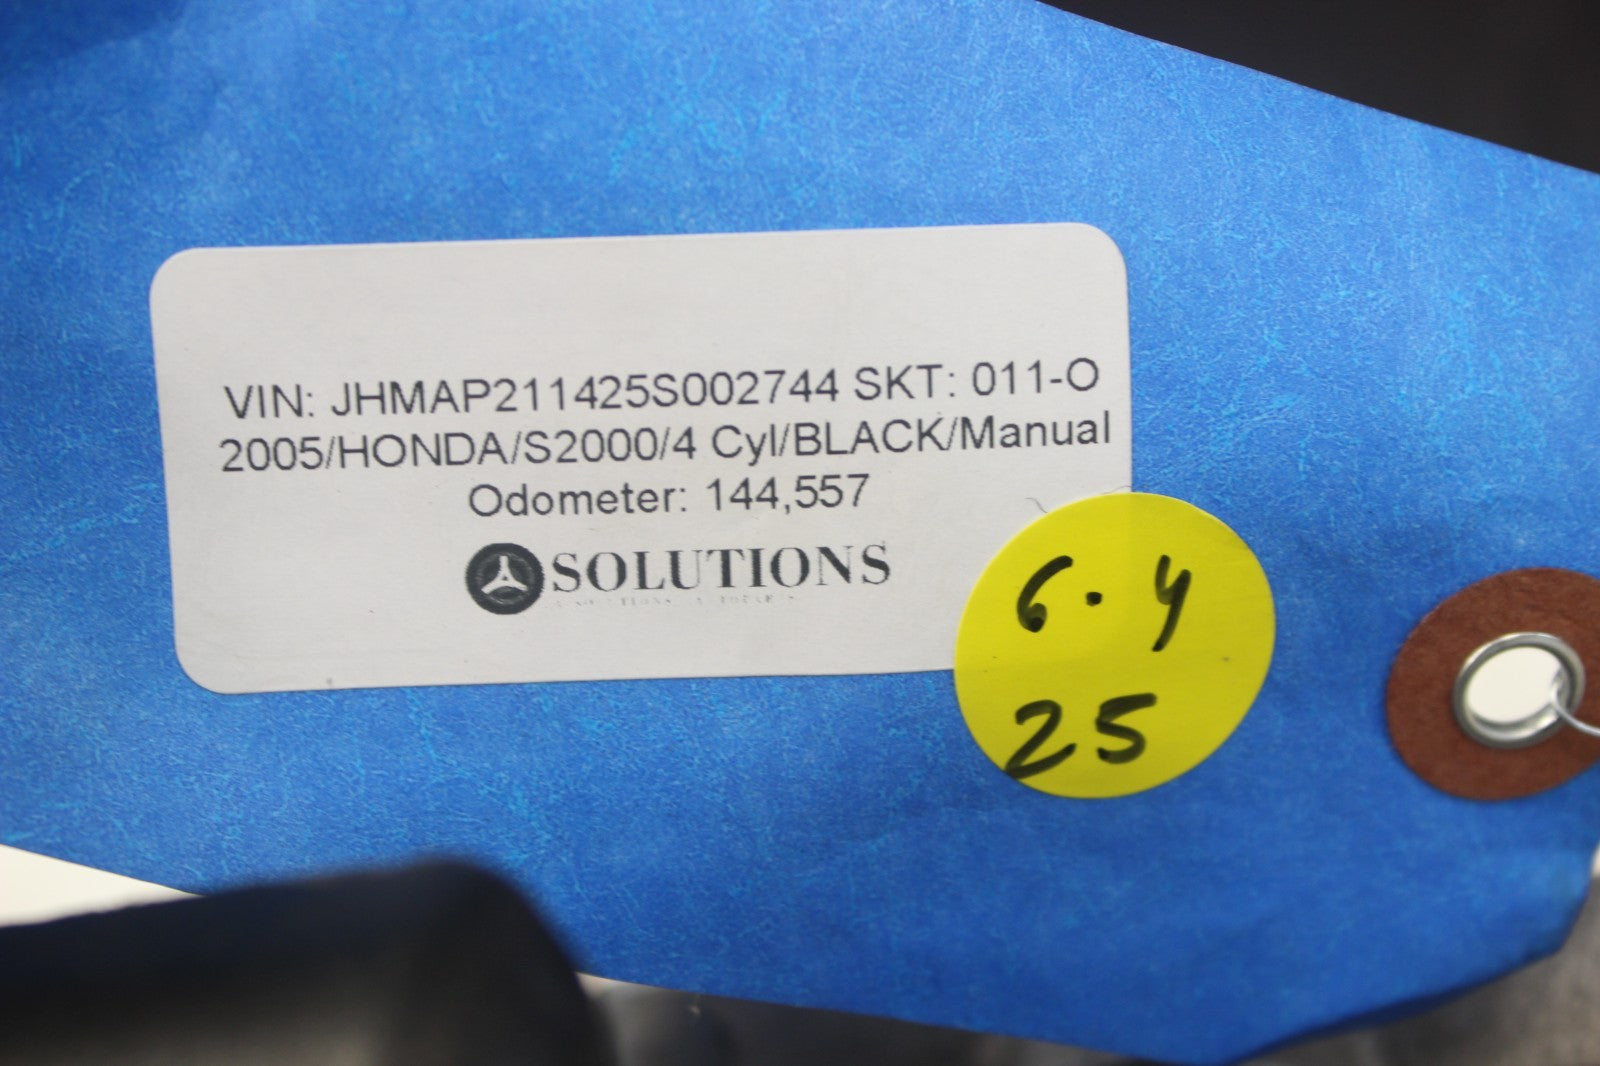 VIN: JHMAP211425S002744 SKT: 011-O
2005/HONDA/S2000/4 Cyl/BLACK/Manual
Odometer: 144,557
SOLUTIONS
6.4
25